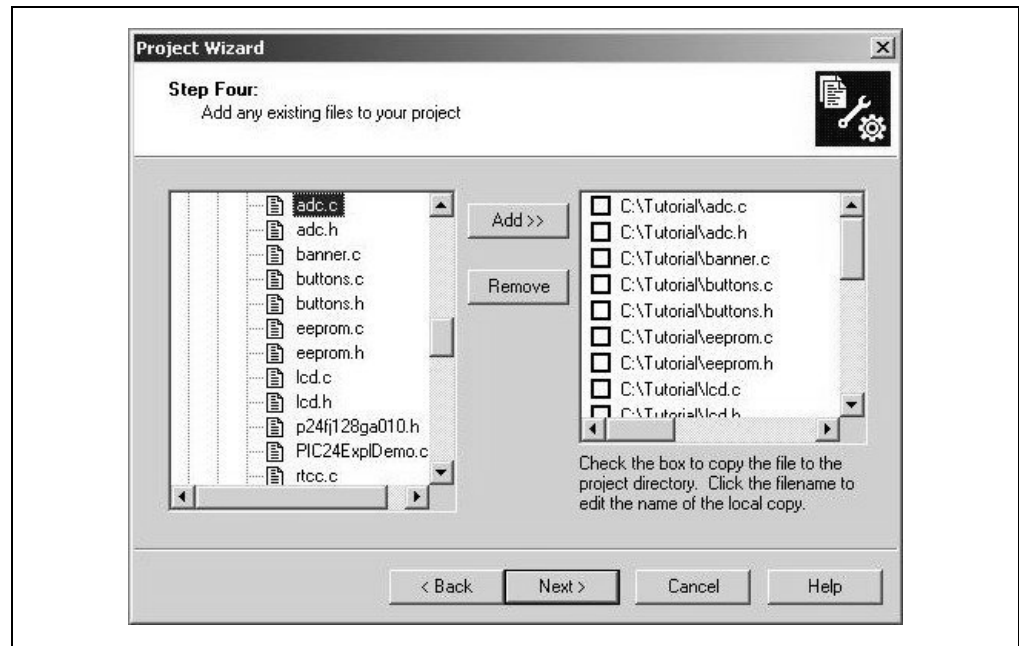 Project Wizard
Step Four:
Add any existing files to your project
adc.c
adc.h
banner.c
buttons.c
buttons.h
eeprom.c
eeprom.h
lcd.c
lcd.h
p24fj128ga010.h
PIC24ExplDemo.c
rtcc.c
Add >>
Remove
C:\Tutorial\adc.c
C:\Tutorial\adc.h
C:\Tutorial\banner.c
C:\Tutorial\buttons.c
C:\Tutorial\buttons.h
C:\Tutorial\eeprom.c
C:\Tutorial\eeprom.h
C:\Tutorial\lcd.c
C:\Tutorial\lcd.h
Check the box to copy the file to the
project directory. Click the filename to
edit the name of the local copy.
< Back
Next >
Cancel
Help